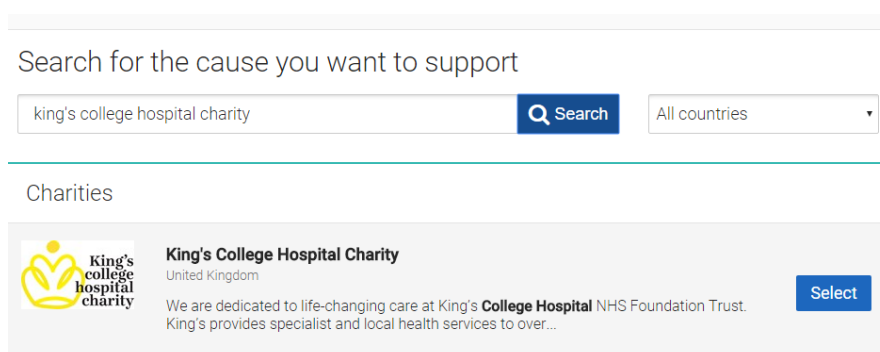 Search for the cause you want to support
king's college hospital charity
Search
All countries
Charities
King's
college
hospital
charity
King's College Hospital Charity
United Kingdom
We are dedicated to life-changing care at King's College Hospital NHS Foundation Trust.
King's provides specialist and local health services to over...
Select